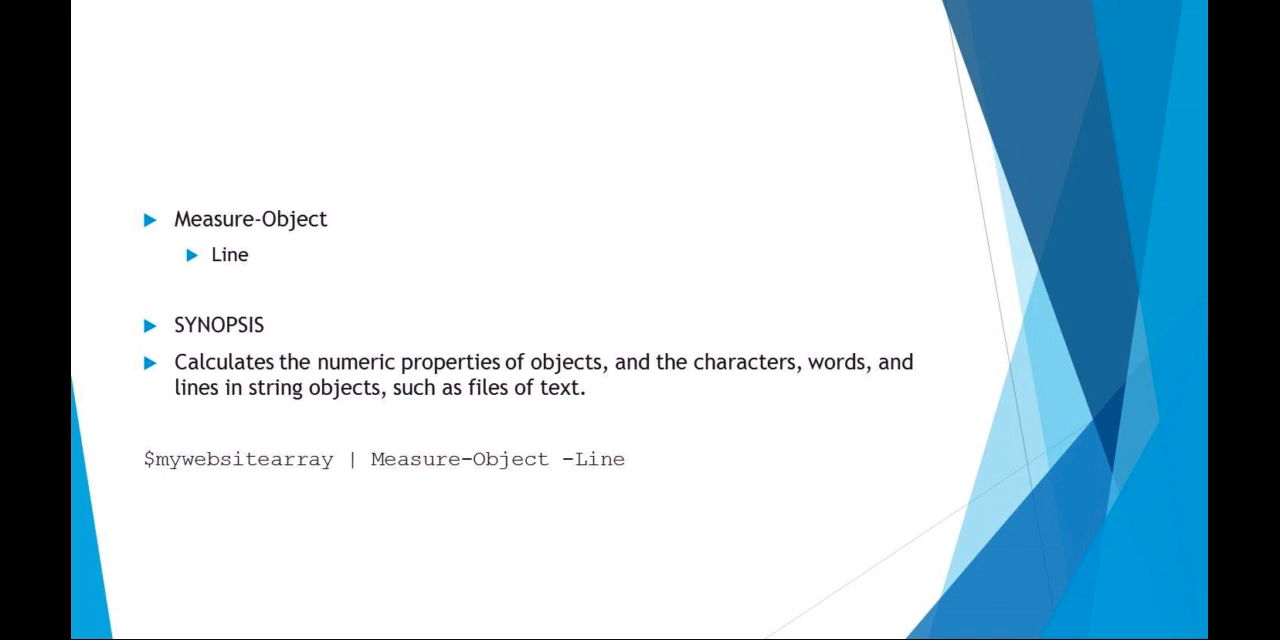 Measure-Object
Line
SYNOPSIS
Calculates the numeric properties of objects, and the characters, words, and
lines in string objects, such as files of text.
$mywebsitearray | Measure-Object -Line